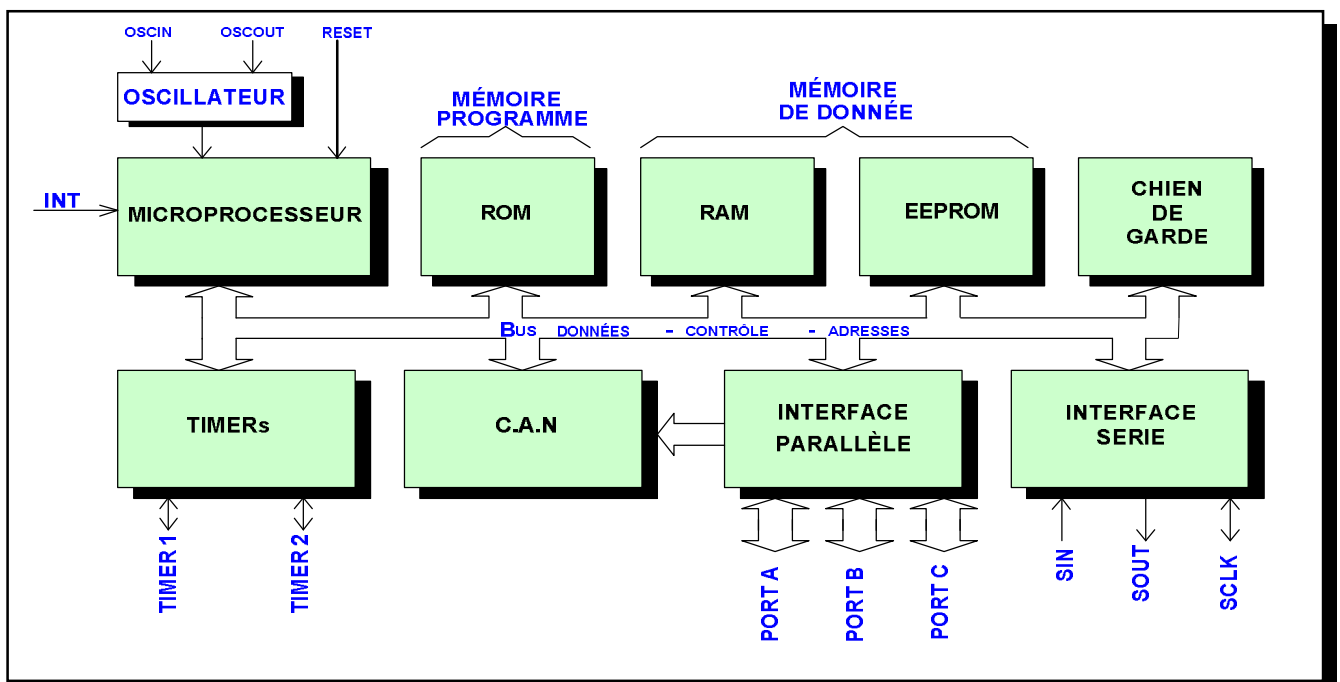 OSCIN OSCOUT RESET
OSCILLATEUR
MÉMOIRE
PROGRAMME
MÉMOIRE
DE DONNÉE
INT
MICROPROCESSEUR
ROM
RAM
EEPROM
CHIEN
DE
GARDE
BUS DONNÉES - CONTRÔLE - ADRESSES
TIMERs
C.A.N
INTERFACE
PARALLÈLE
INTERFACE
SERIE
TIMER 1
TIMER 2
PORT A
PORT B
PORT C
SIN
SOUT
SCLK